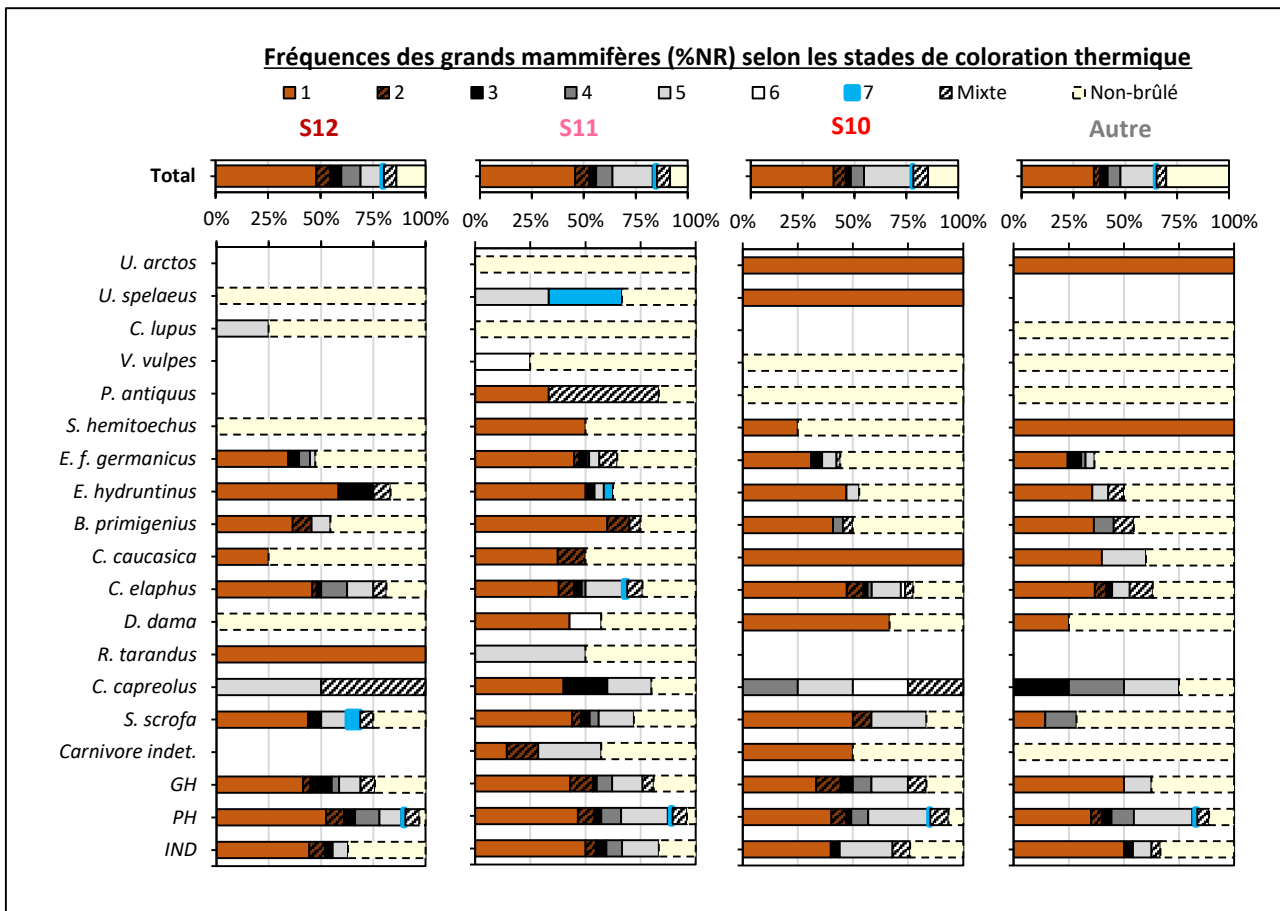 Fréquences des grands mammifères (%NR) selon les stades de coloration thermique
1 2 3 4 5 6 7 Mixte Non-brûlé
S12 S11 S10 Autre
Total
0% 25% 50% 75% 100% 0% 25% 50% 75% 100% 0% 25% 50% 75% 100% 0% 25% 50% 75% 100%
U. arctos
U. spelaeus
C. lupus
V. vulpes
P. antiquus
S. hemitoechus
E. f. germanicus
E. hydruntinus
B. primigenius
C. caucasica
C. elaphus
D. dama
R. tarandus
C. capreolus
S. scrofa
Carnivore indet.
GH
PH
IND